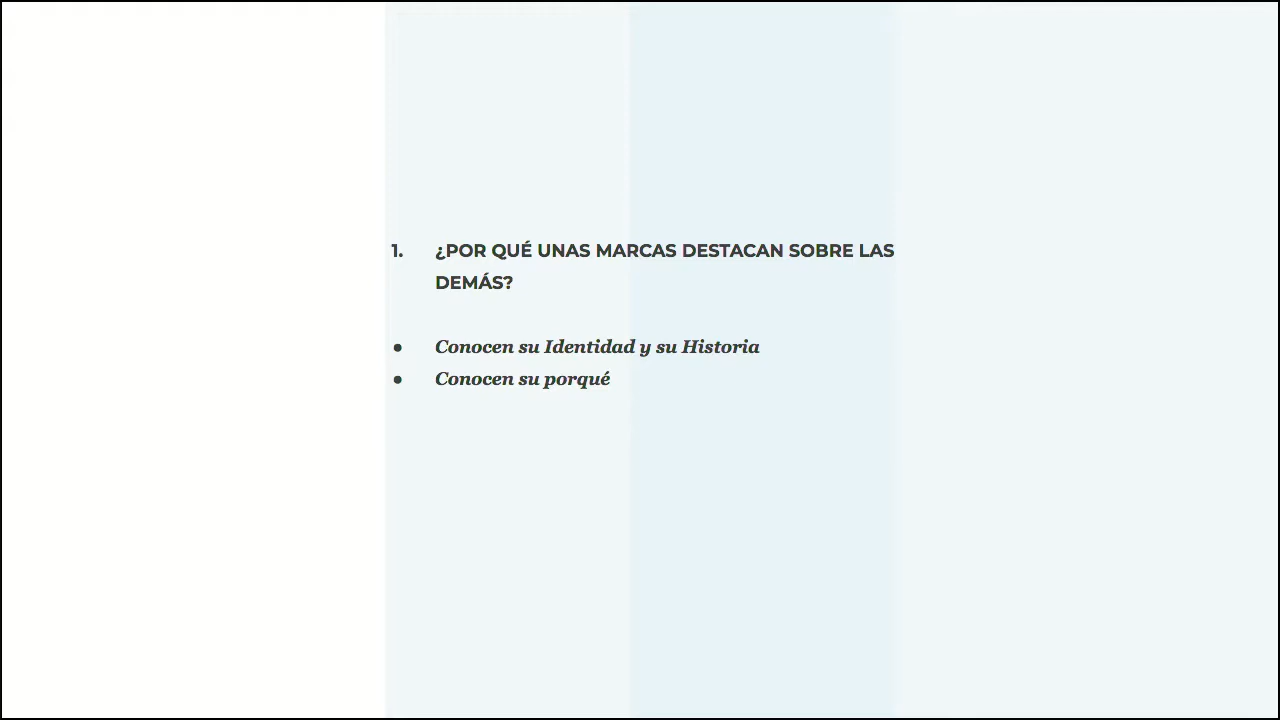 1. ¿POR QUÉ UNAS MARCAS DESTACAN SOBRE LAS
DEMÁS?
● Conocen su Identidad y su Historia
● Conocen su porqué